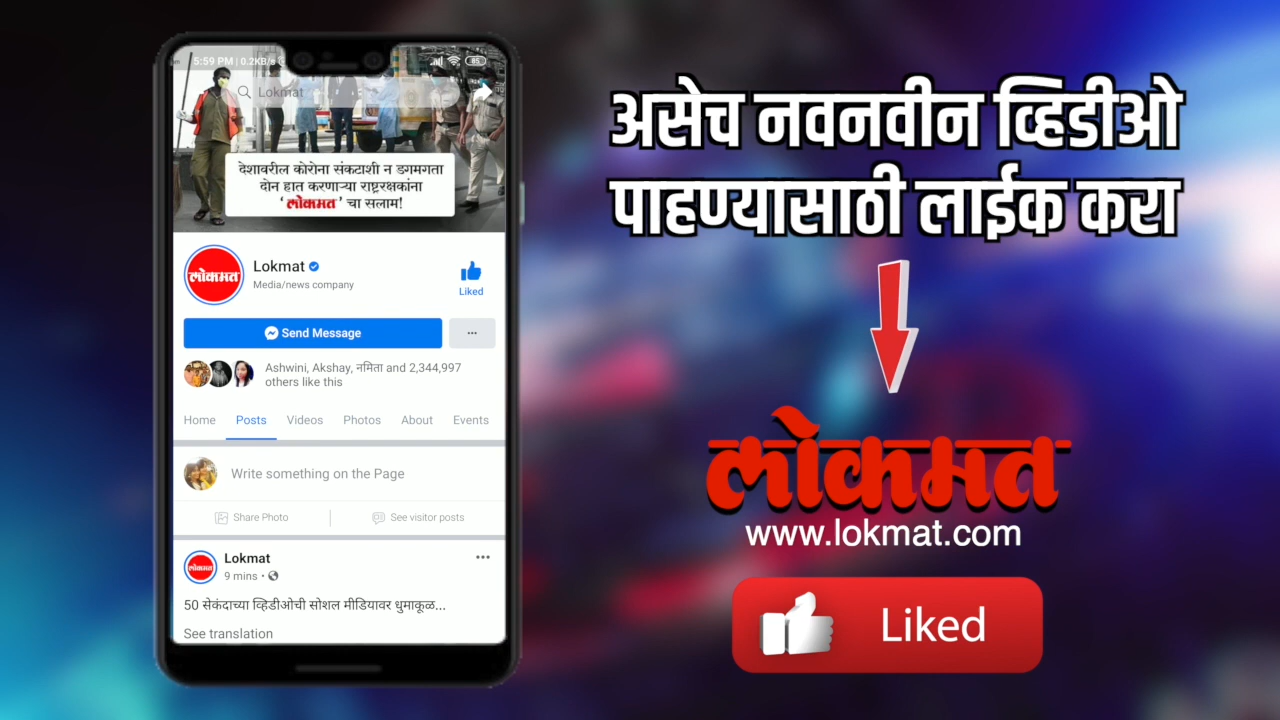 5:59 PM | 0.2KB/s
85
Lokmat
देशावरील कोरोना संकटाशी न डगमगता
दोन हात करणाऱ्या राष्ट्ररक्षकांना
‘लोकमत’ चा सलाम!
लोकमत
Lokmat
Media/news company
Liked
Send Message
Ashwini, Akshay, नमिता and 2,344,997
others like this
Home Posts Videos Photos About Events
Write something on the Page
Share Photo See visitor posts
लोकमत
Lokmat
9 mins
50 सेकंदाच्या व्हिडीओची सोशल मीडियावर धुमाकूळ...
See translation
असेच नवनवीन व्हिडीओ
पाहण्यासाठी लाईक करा
लोकमत
www.lokmat.com
Liked